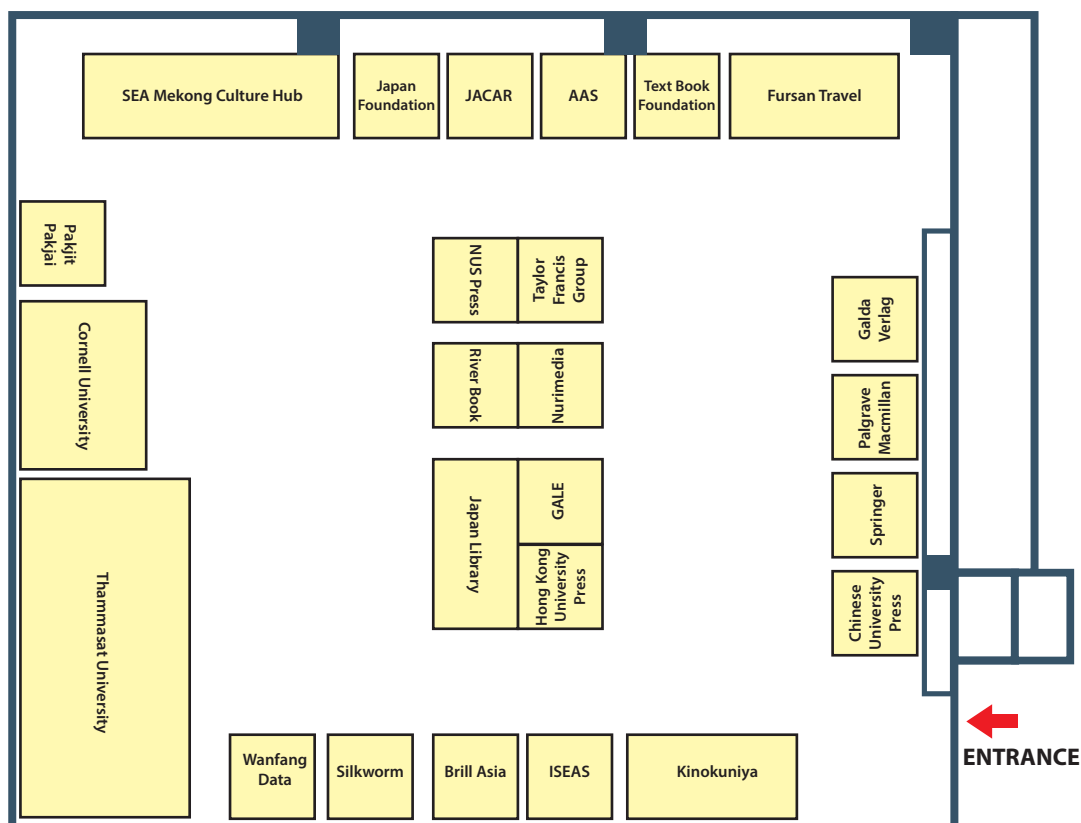 SEA Mekong Culture Hub
Japan
Foundation
JACAR
AAS
Text Book
Foundation
Fursan Travel
Pakjit
Pakjai
Cornell University
Thammasat University
NUS Press
Taylor
Francis
Group
River Book
Nurimedia
Japan Library
GALE
Hong Kong
University
Press
Galda
Verlag
Palgrave
Macmillan
Springer
Chinese
University
Press
ENTRANCE
Wanfang
Data
Silkworm
Brill Asia
ISEAS
Kinokuniya